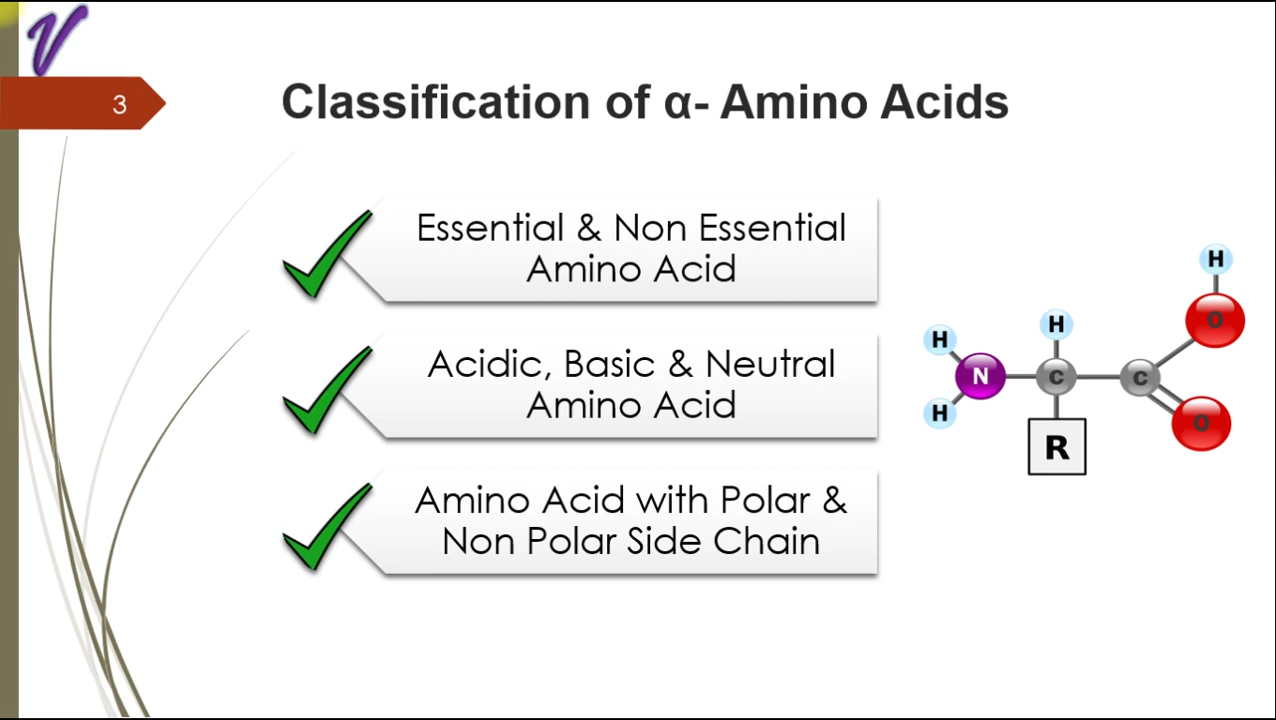 V
3
Classification of α- Amino Acids
Essential & Non Essential
Amino Acid
Acidic, Basic & Neutral
Amino Acid
Amino Acid with Polar &
Non Polar Side Chain
H
O
H
H
N
C
C
H
O
R